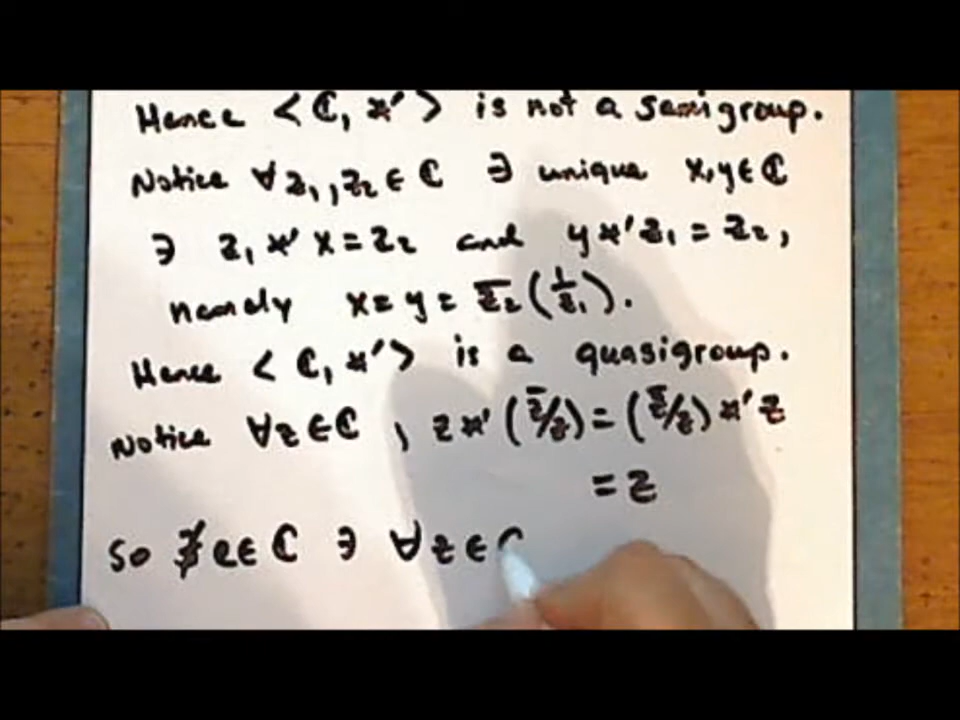 Hence < ℂ, *' > is not a semigroup.
Notice ∀ z₁, z₂ ∈ ℂ ∃ unique x, y ∈ ℂ
∋ z₁ *' x = z₂ and y *' z₁ = z₂,
namely x = y = z̅₂ (1/z₁).
Hence < ℂ, *' > is a quasigroup.
Notice ∀ z ∈ ℂ, z *' (z̅/z) = (z̅/z) *' z
= z
So ∄ e ∈ ℂ ∋ ∀ z ∈ ℂ